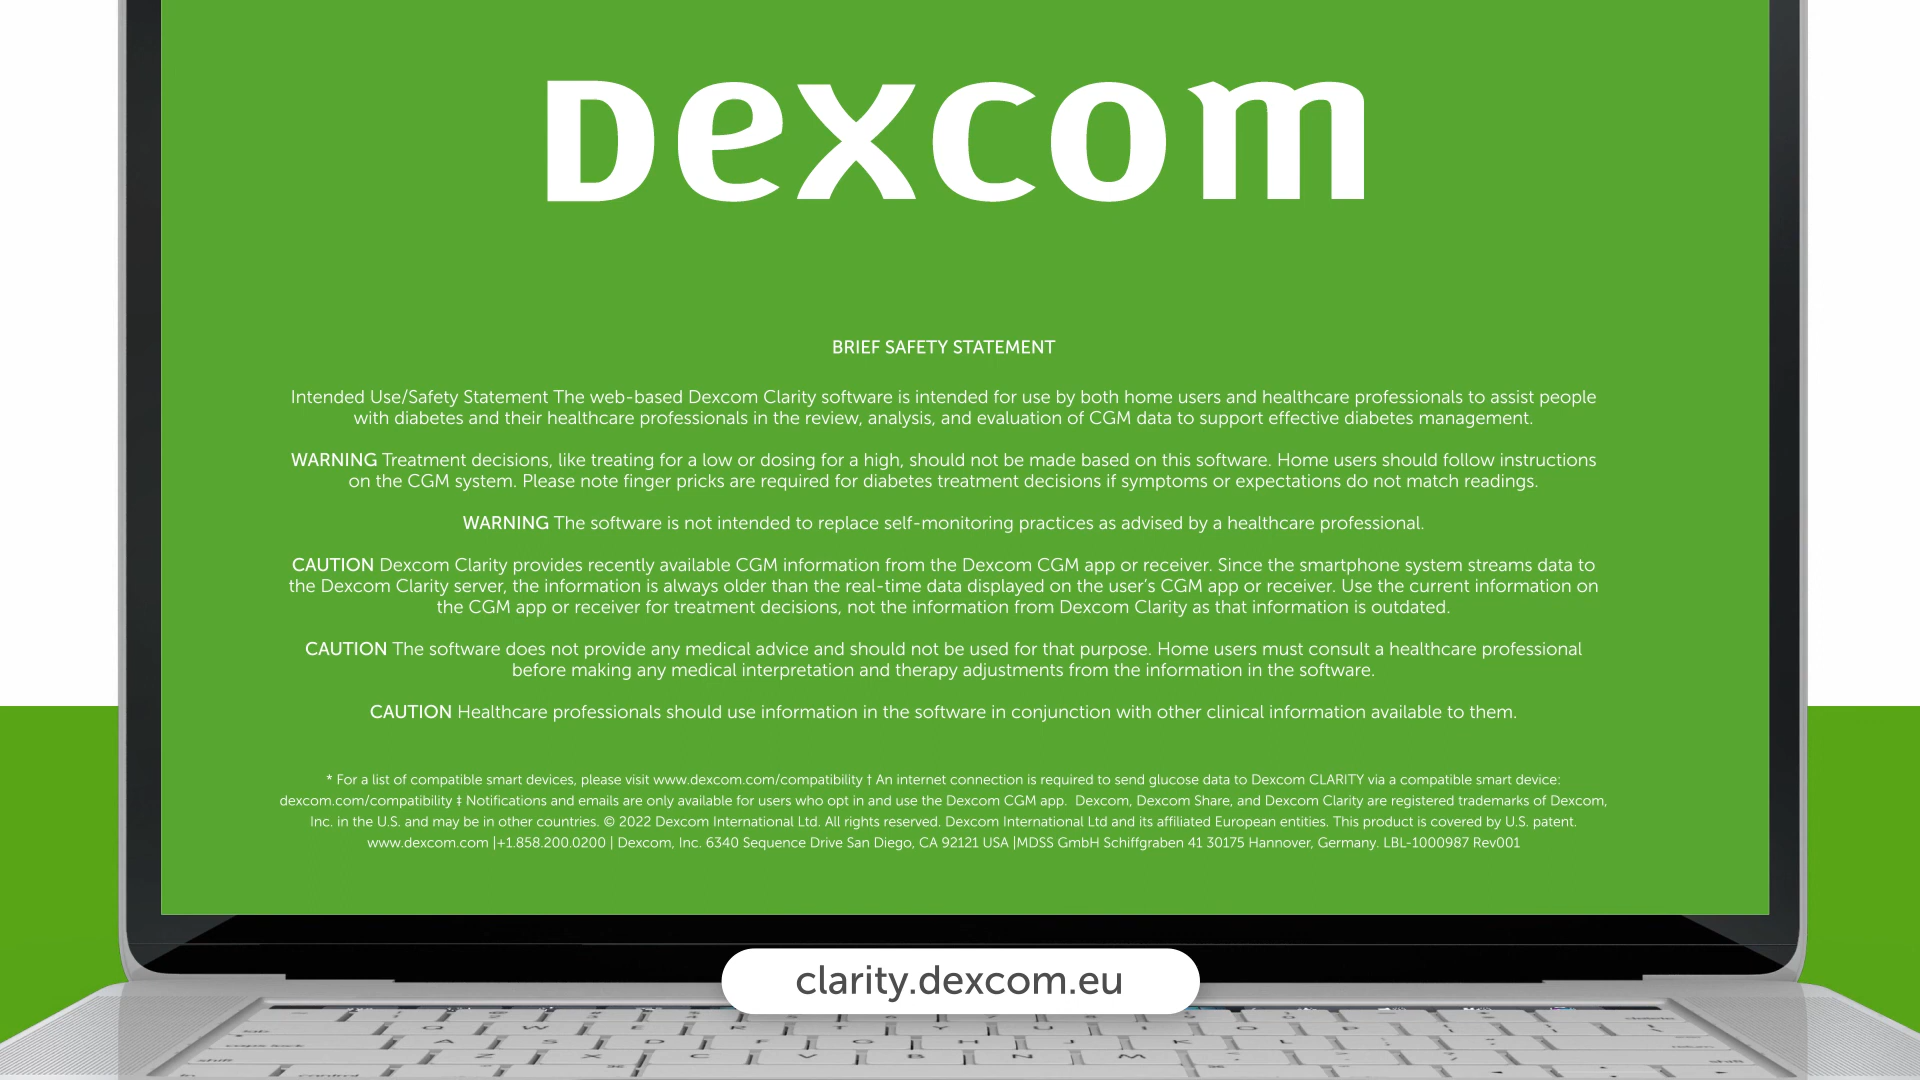 Dexcom
BRIEF SAFETY STATEMENT
Intended Use/Safety Statement The web-based Dexcom Clarity software is intended for use by both home users and healthcare professionals to assist people
with diabetes and their healthcare professionals in the review, analysis, and evaluation of CGM data to support effective diabetes management.
WARNING Treatment decisions, like treating for a low or dosing for a high, should not be made based on this software. Home users should follow instructions
on the CGM system. Please note finger pricks are required for diabetes treatment decisions if symptoms or expectations do not match readings.
WARNING The software is not intended to replace self-monitoring practices as advised by a healthcare professional.
CAUTION Dexcom Clarity provides recently available CGM information from the Dexcom CGM app or receiver. Since the smartphone system streams data to
the Dexcom Clarity server, the information is always older than the real-time data displayed on the user's CGM app or receiver. Use the current information on
the CGM app or receiver for treatment decisions, not the information from Dexcom Clarity as that information is outdated.
CAUTION The software does not provide any medical advice and should not be used for that purpose. Home users must consult a healthcare professional
before making any medical interpretation and therapy adjustments from the information in the software.
CAUTION Healthcare professionals should use information in the software in conjunction with other clinical information available to them.
* For a list of compatible smart devices, please visit www.dexcom.com/compatibility † An internet connection is required to send glucose data to Dexcom CLARITY via a compatible smart device:
dexcom.com/compatibility ‡ Notifications and emails are only available for users who opt in and use the Dexcom CGM app. Dexcom, Dexcom Share, and Dexcom Clarity are registered trademarks of Dexcom,
Inc. in the U.S. and may be in other countries. © 2022 Dexcom International Ltd. All rights reserved. Dexcom International Ltd and its affiliated European entities. This product is covered by U.S. patent.
www.dexcom.com |+1.858.200.0200 | Dexcom, Inc. 6340 Sequence Drive San Diego, CA 92121 USA |MDSS GmbH Schiffgraben 41 30175 Hannover, Germany. LBL-1000987 Rev001
clarity.dexcom.eu
Q W E R T Y U I O P
caps lock A S D F G H J K L
shift Z X C V B N M shift
fn control